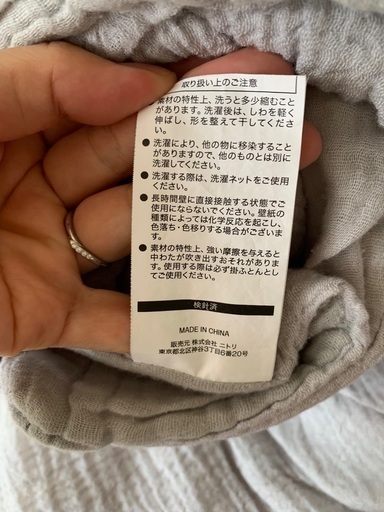 取り扱い上のご注意
●素材の特性上、洗うと多少縮むこと
があります。洗濯後は、しわを軽く
伸ばし、形を整えて干してくださ
い。
●洗濯により、他の物に移染すること
がありますので、他のものとは別に
洗濯してください。
●洗濯する際は、洗濯ネットをご使用
ください。
●長時間壁に直接接触する状態でご
使用にならないでください。壁紙の
種類によっては化学反応を起こし、
色落ち・色移りする場合がございま
す。
●素材の特性上、強い摩擦を与えると
中わたが吹き出すおそれがありま
す。使用する際は必ず掛ふとんとし
てご使用ください。
検針済
MADE IN CHINA
販売元 株式会社 ニトリ
東京都北区神谷3丁目6番20号